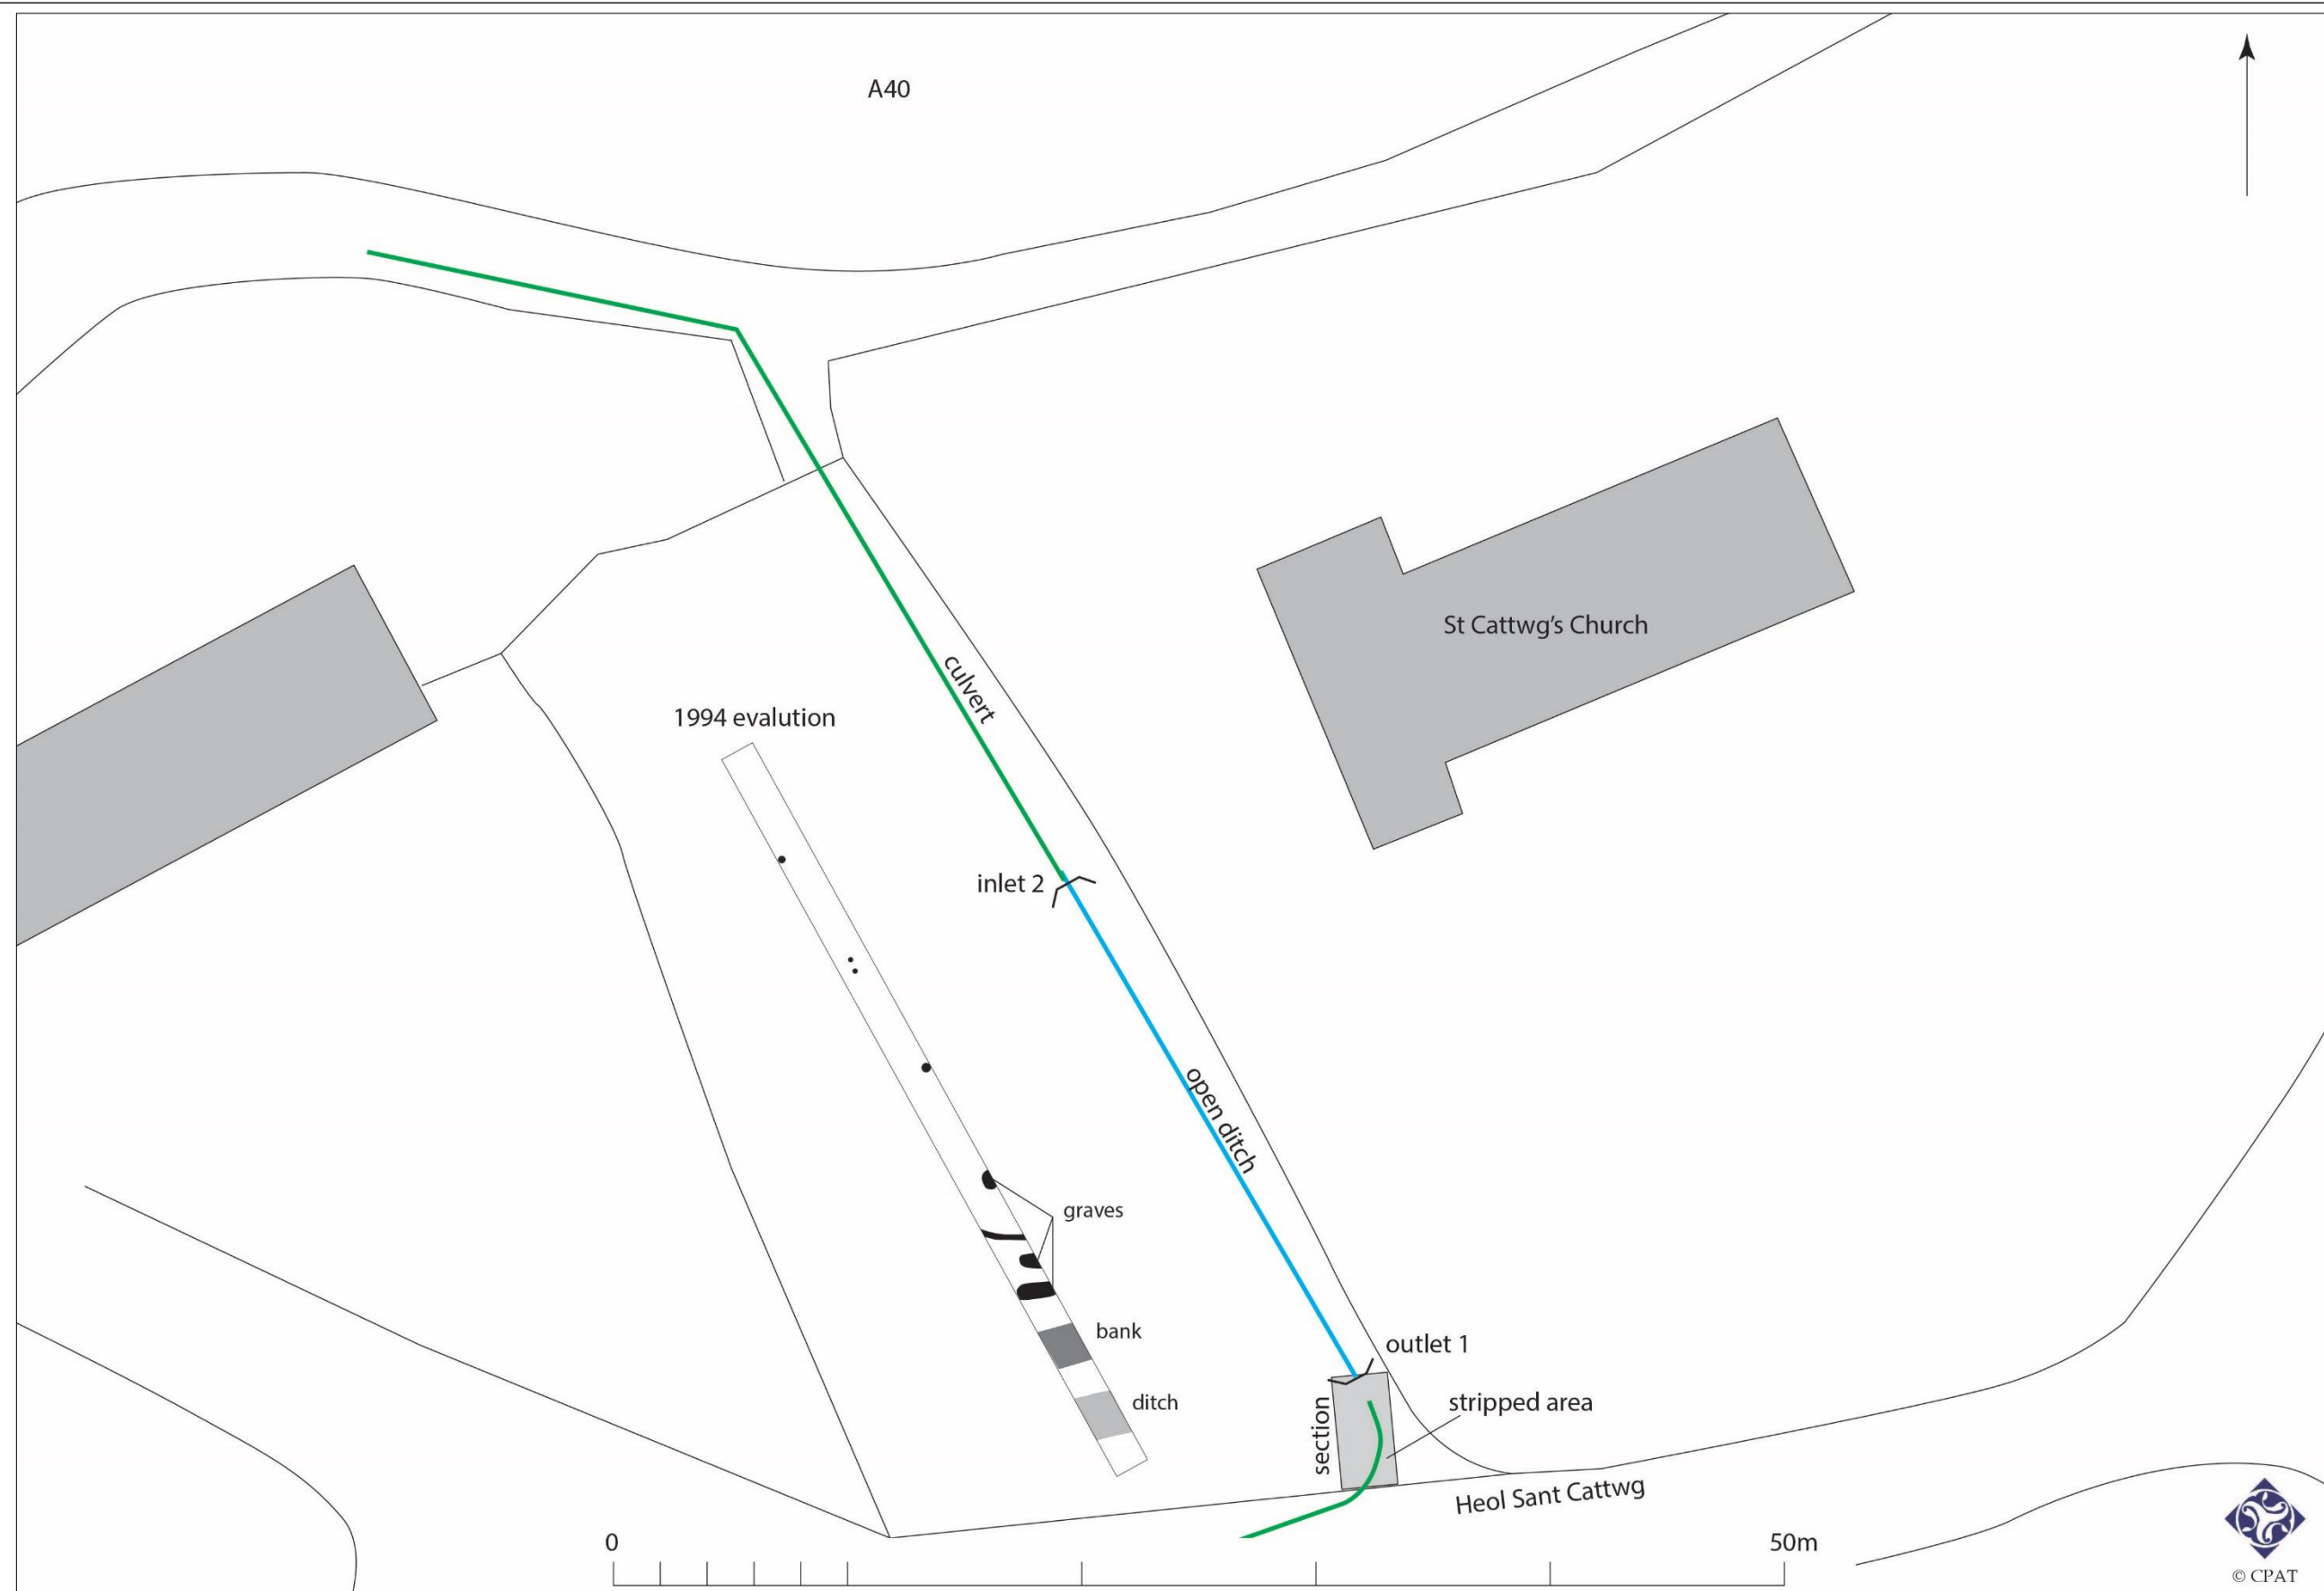 A40
St Cattwg's Church
culvert
1994 evalution
inlet 2
open ditch
graves
bank
outlet 1
ditch
section
stripped area
Heol Sant Cattwg
0
50m
© CPAT